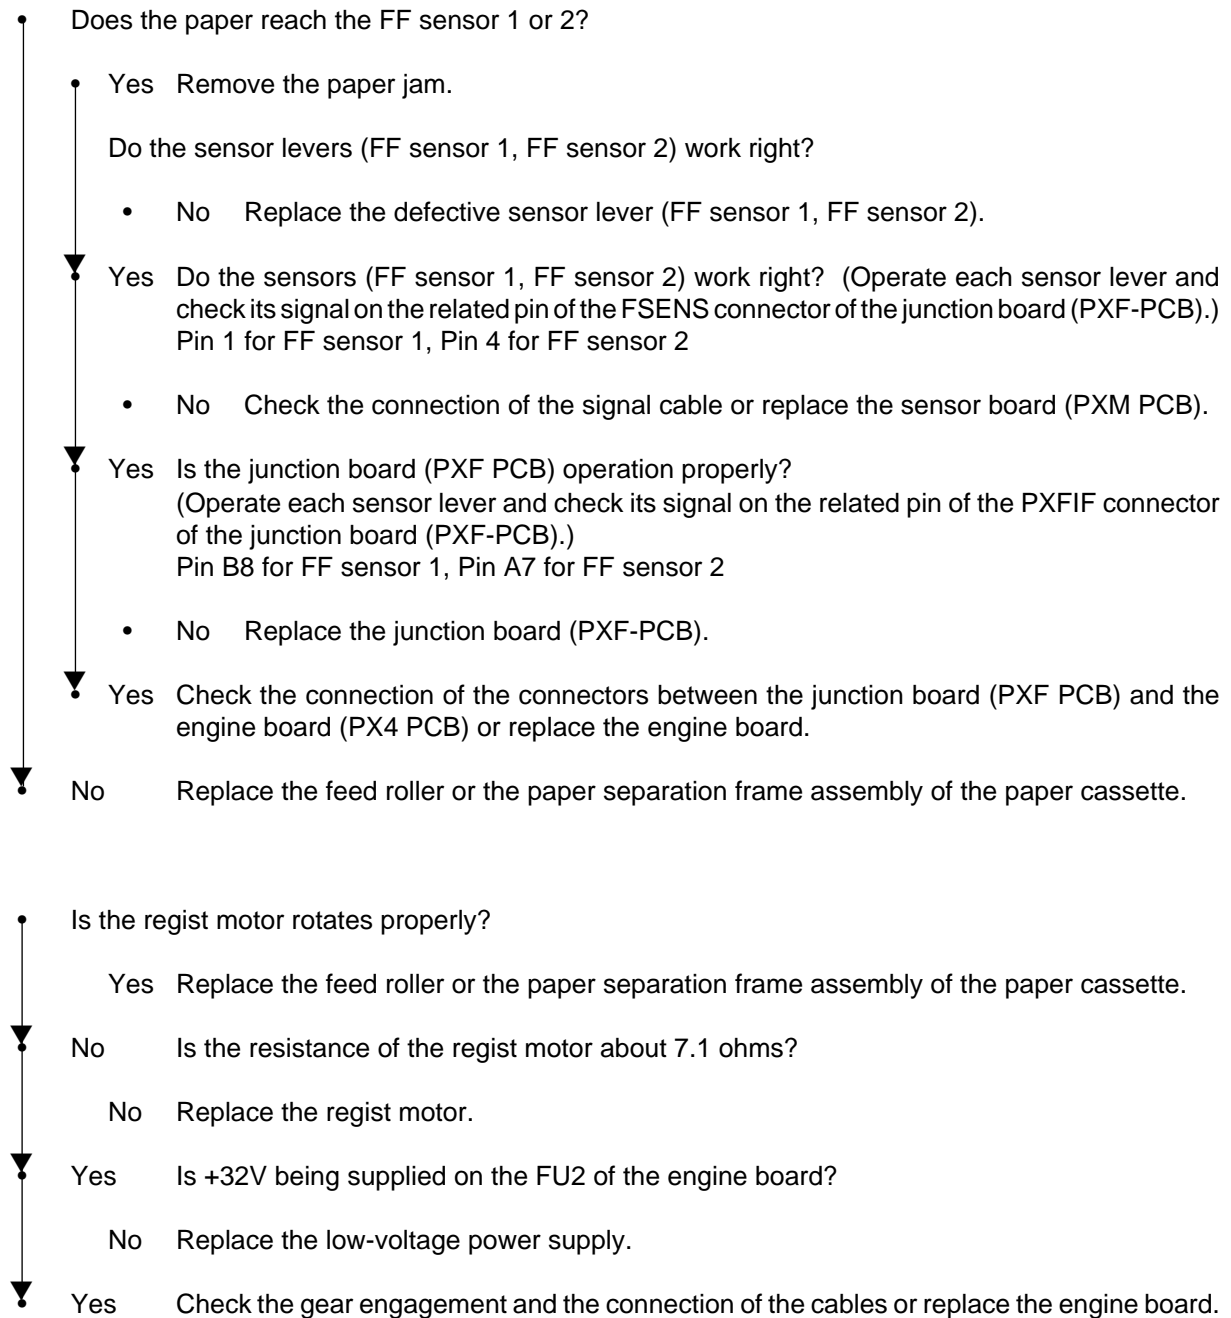 • Does the paper reach the FF sensor 1 or 2?
• Yes Remove the paper jam.
Do the sensor levers (FF sensor 1, FF sensor 2) work right?
• No Replace the defective sensor lever (FF sensor 1, FF sensor 2).
• Yes Do the sensors (FF sensor 1, FF sensor 2) work right? (Operate each sensor lever and
check its signal on the related pin of the FSENS connector of the junction board (PXF-PCB).)
Pin 1 for FF sensor 1, Pin 4 for FF sensor 2
• No Check the connection of the signal cable or replace the sensor board (PXM PCB).
• Yes Is the junction board (PXF PCB) operation properly?
(Operate each sensor lever and check its signal on the related pin of the PXFIF connector
of the junction board (PXF-PCB).)
Pin B8 for FF sensor 1, Pin A7 for FF sensor 2
• No Replace the junction board (PXF-PCB).
• Yes Check the connection of the connectors between the junction board (PXF PCB) and the
engine board (PX4 PCB) or replace the engine board.
• No Replace the feed roller or the paper separation frame assembly of the paper cassette.
• Is the regist motor rotates properly?
Yes Replace the feed roller or the paper separation frame assembly of the paper cassette.
• No Is the resistance of the regist motor about 7.1 ohms?
No Replace the regist motor.
• Yes Is +32V being supplied on the FU2 of the engine board?
No Replace the low-voltage power supply.
• Yes Check the gear engagement and the connection of the cables or replace the engine board.